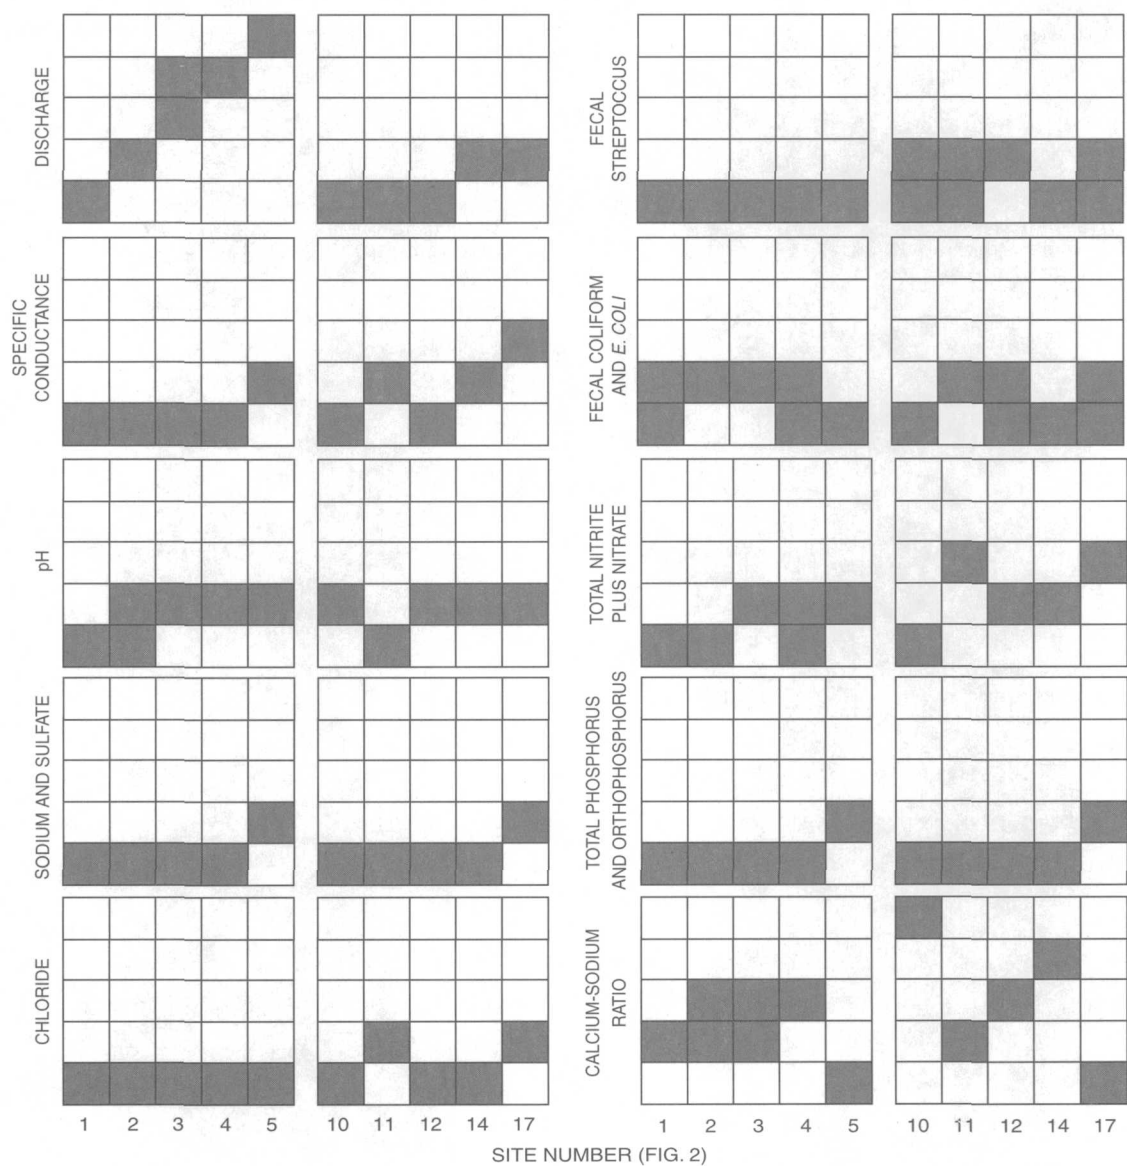 DISCHARGE
SPECIFIC
CONDUCTANCE
pH
SODIUM AND SULFATE
CHLORIDE
FECAL
STREPTOCCUS
FECAL COLIFORM
AND E. COLI
TOTAL NITRITE
PLUS NITRATE
TOTAL PHOSPHORUS
AND ORTHOPHOSPHORUS
CALCIUM-SODIUM
RATIO
1 2 3 4 5 10 11 12 14 17 1 2 3 4 5 10 11 12 14 17
SITE NUMBER (FIG. 2)